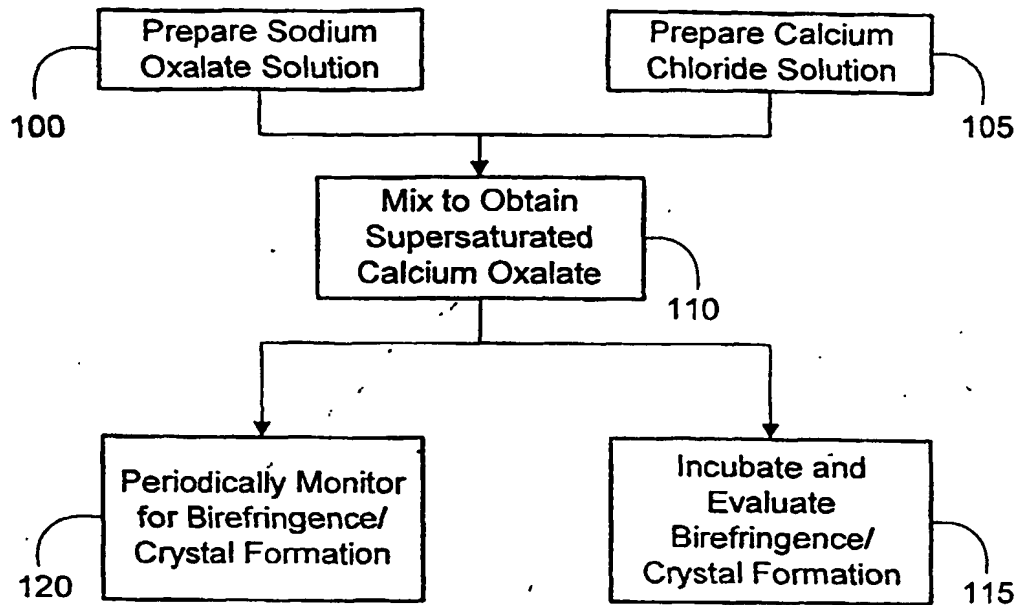 Prepare Sodium
Oxalate Solution
Prepare Calcium
Chloride Solution
100
105
Mix to Obtain
Supersaturated
Calcium Oxalate
110
Periodically Monitor
for Birefringence/
Crystal Formation
Incubate and
Evaluate
Birefringence/
Crystal Formation
120
115